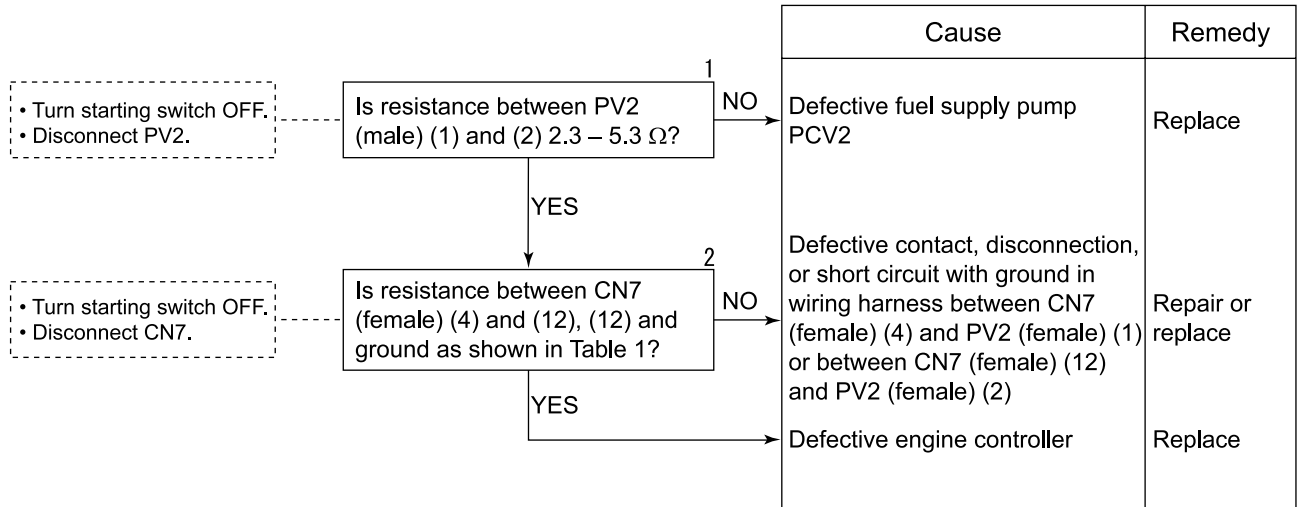 Cause
Remedy
• Turn starting switch OFF.
• Disconnect PV2.
1
Is resistance between PV2
(male) (1) and (2) 2.3 – 5.3 Ω?
NO
Defective fuel supply pump
PCV2
Replace
YES
• Turn starting switch OFF.
• Disconnect CN7.
2
Is resistance between CN7
(female) (4) and (12), (12) and
ground as shown in Table 1?
NO
Defective contact, disconnection,
or short circuit with ground in
wiring harness between CN7
(female) (4) and PV2 (female) (1)
or between CN7 (female) (12)
and PV2 (female) (2)
Repair or
replace
YES
Defective engine controller
Replace